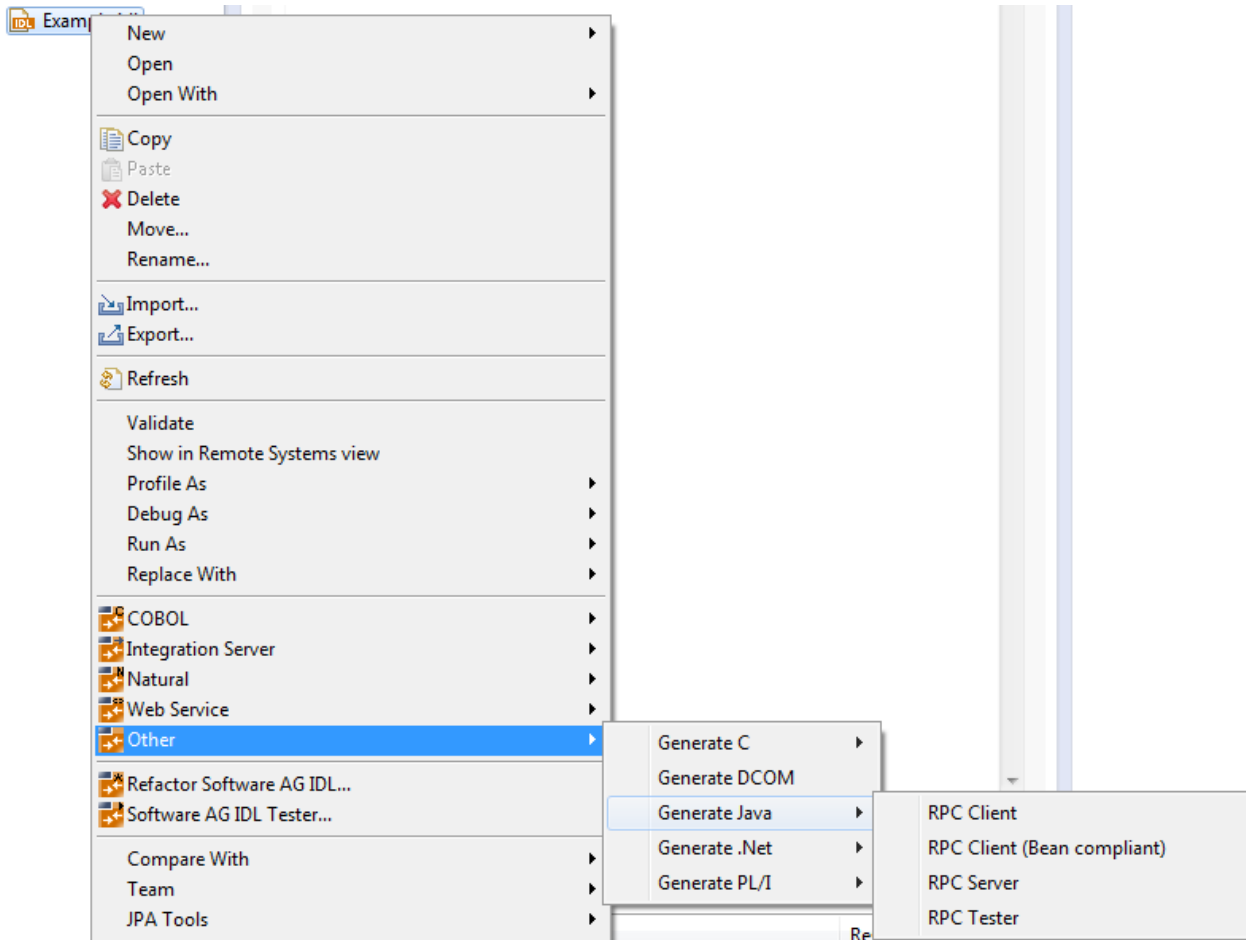 IDL
New
Open
Open With
Copy
Paste
Delete
Move...
Rename...
Import...
Export...
Refresh
Validate
Show in Remote Systems view
Profile As
Debug As
Run As
Replace With
COBOL
Integration Server
Natural
Web Service
Other
Generate C
Generate DCOM
Generate Java
Generate .Net
Generate PL/I
RPC Client
RPC Client (Bean compliant)
RPC Server
RPC Tester
Refactor Software AG IDL...
Software AG IDL Tester...
Compare With
Team
JPA Tools